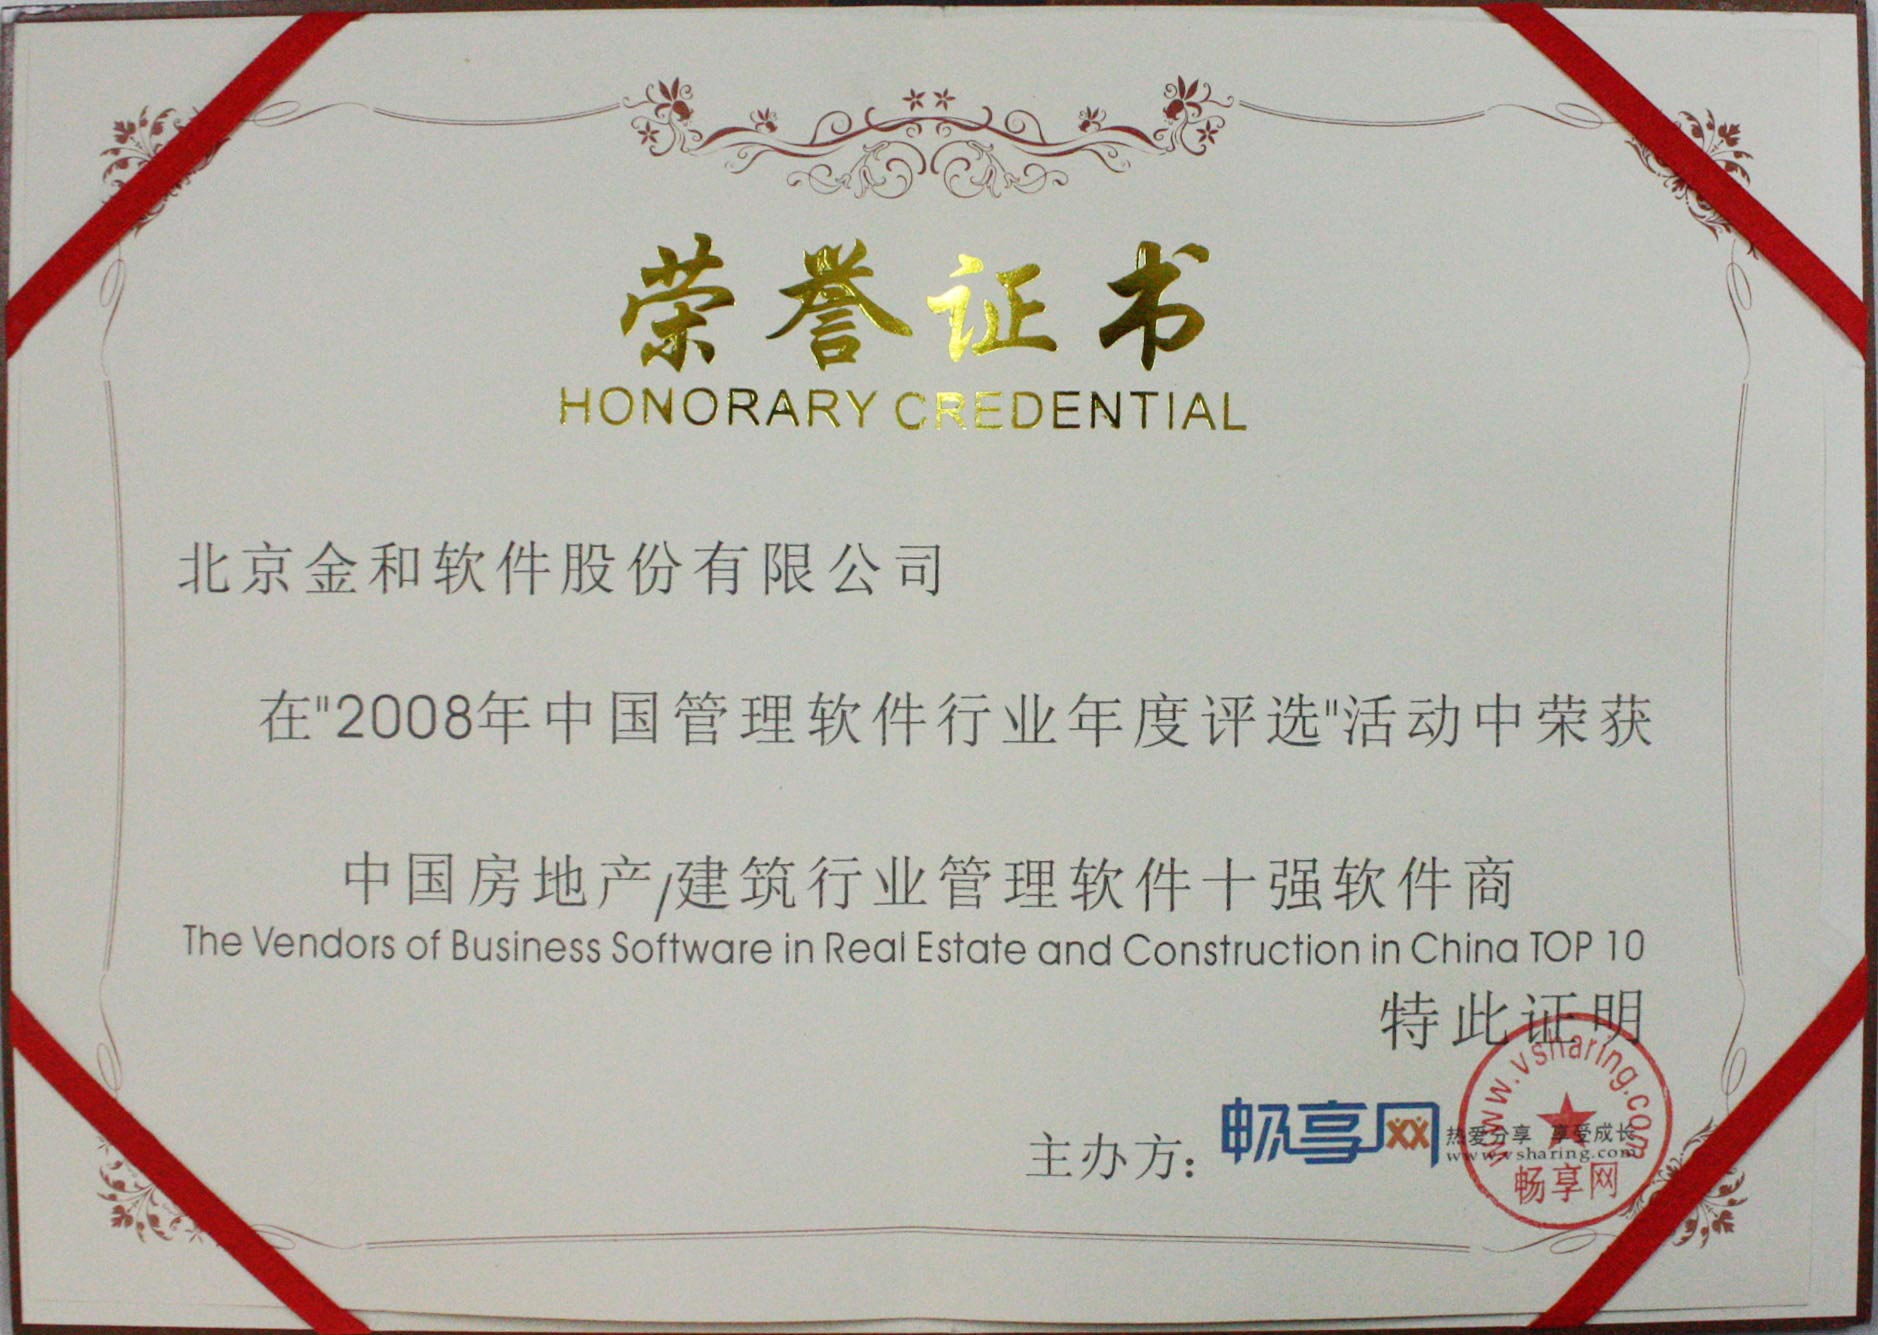 荣誉证书
HONORARY CREDENTIAL
北京金和软件股份有限公司
在"2008年中国管理软件行业年度评选"活动中荣获
中国房地产/建筑行业管理软件十强软件商
The Vendors of Business Software in Real Estate and Construction in China TOP 10
特此证明
主办方：畅享网
热爱分享 享受成长
www.vsharing.com
www.vsharing.com
畅享网